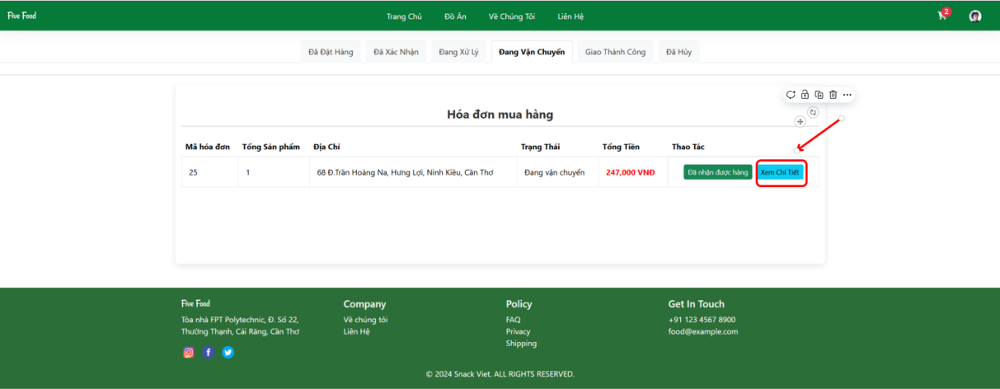 Five Food
Trang Chủ Đồ Ăn Về Chúng Tôi Liên Hệ
2
Đã Đặt Hàng Đã Xác Nhận Đang Xử Lý Đang Vận Chuyển Giao Thành Công Đã Hủy
Hóa đơn mua hàng
Mã hóa đơn Tổng Sản phẩm Địa Chỉ Trạng Thái Tổng Tiền Thao Tác
25 1 68 Đ.Trần Hoàng Na, Hưng Lợi, Ninh Kiều, Cần Thơ Đang vận chuyển 247,000 VNĐ Đã nhận được hàng Xem Chi Tiết
Five Food
Tòa nhà FPT Polytechnic, Đ. Số 22,
Thường Thạnh, Cái Răng, Cần Thơ
Company
Về chúng tôi
Liên Hệ
Policy
FAQ
Privacy
Shipping
Get In Touch
+91 123 4567 8900
food@example.com
© 2024 Snack Viet. ALL RIGHTS RESERVED.